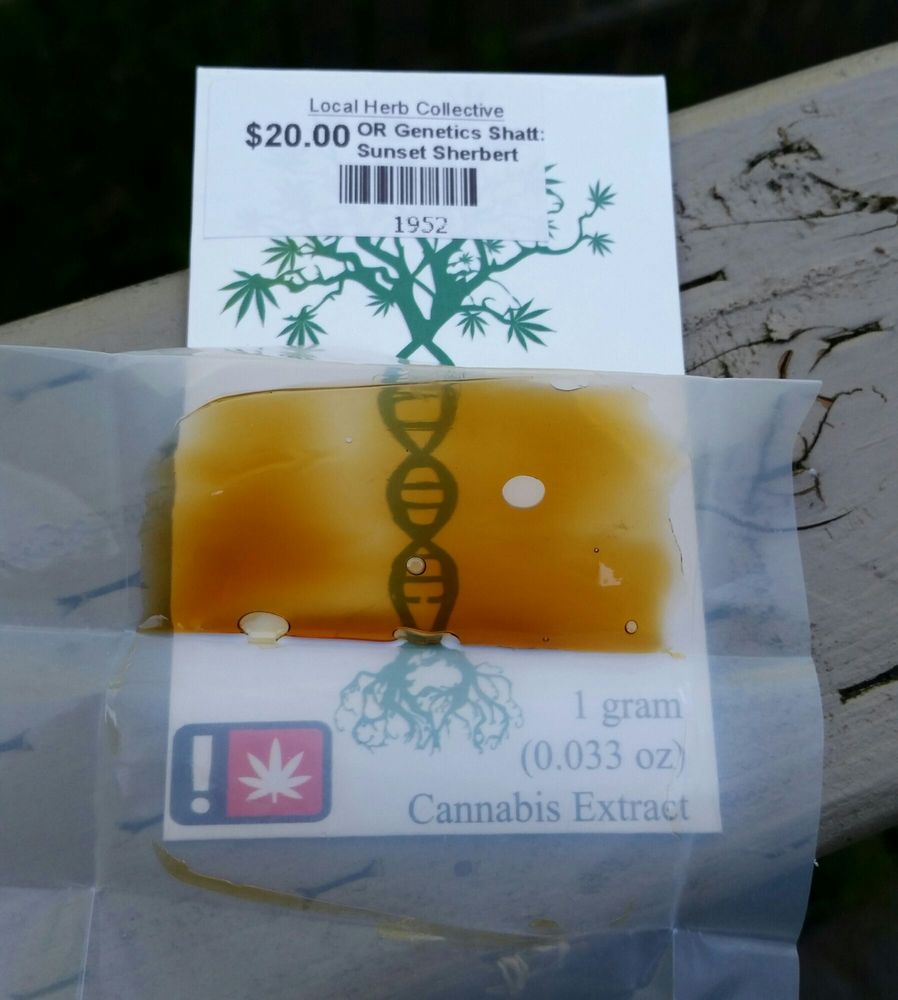 Local Herb Collective
$20.00 OR Genetics Shatt:
Sunset Sherbert
1952
1 gram
(0.033 oz)
Cannabis Extract
!